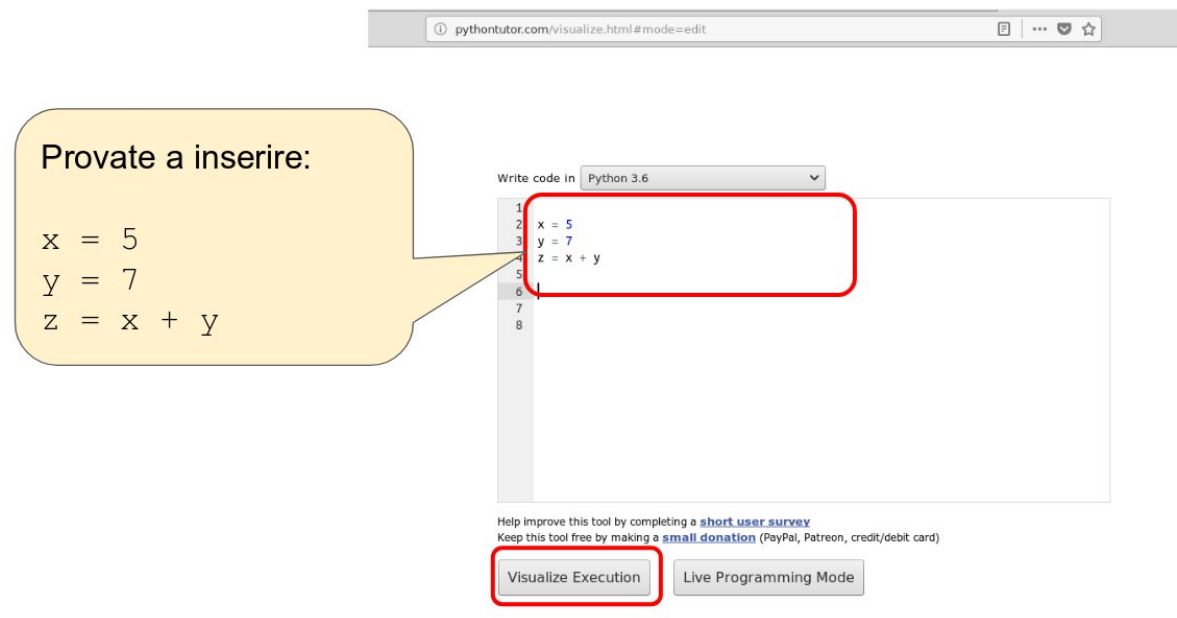 pythontutor.com/visualize.html#mode=edit
Provate a inserire:
x = 5
y = 7
z = x + y
Write code in Python 3.6
1
2 x = 5
3 y = 7
4 z = x + y
5
6
7
8
Help improve this tool by completing a short user survey
Keep this tool free by making a small donation (PayPal, Patreon, credit/debit card)
Visualize Execution Live Programming Mode